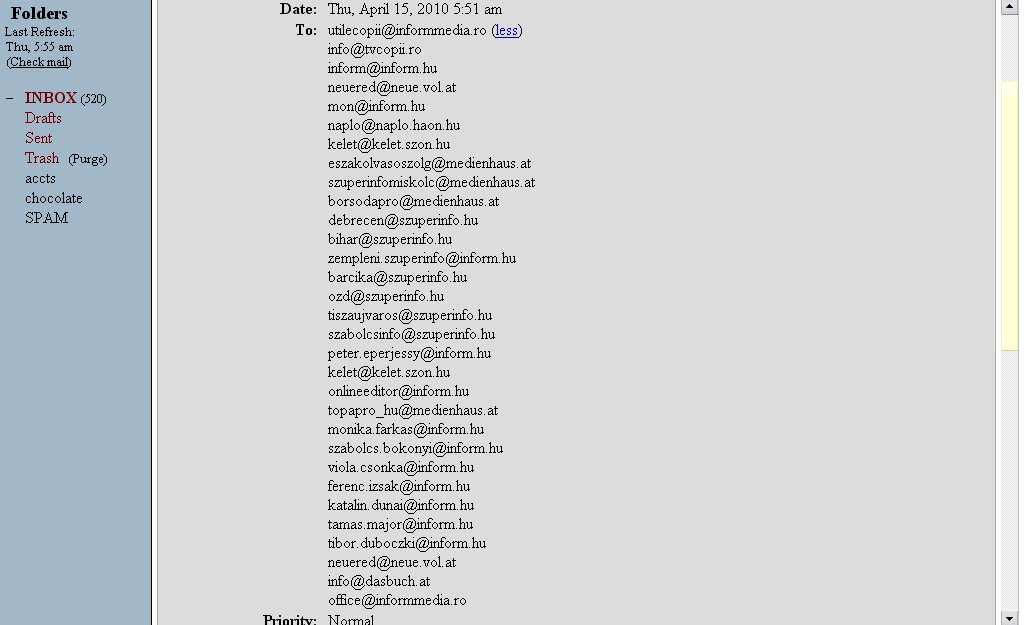 Folders
Last Refresh:
Thu, 5:55 am
(Check mail)
– INBOX (520)
Drafts
Sent
Trash (Purge)
accts
chocolate
SPAM
Date: Thu, April 15, 2010 5:51 am
To: utilecopii@informmedia.ro (less)
info@tvcopii.ro
inform@inform.hu
neuered@neue.vol.at
mon@inform.hu
naplo@naplo.haon.hu
kelet@kelet.szon.hu
eszakolvasoszolg@medienhaus.at
szuperinfomiskolc@medienhaus.at
borsodapro@medienhaus.at
debrecen@szuperinfo.hu
bihar@szuperinfo.hu
zempleni.szuperinfo@inform.hu
barcika@szuperinfo.hu
ozd@szuperinfo.hu
tiszaujvaros@szuperinfo.hu
szabolcsinfo@szuperinfo.hu
peter.eperjessy@inform.hu
kelet@kelet.szon.hu
onlineeditor@inform.hu
topapro_hu@medienhaus.at
monika.farkas@inform.hu
szabolcs.bokonyi@inform.hu
viola.csonka@inform.hu
ferenc.izsak@inform.hu
katalin.dunai@inform.hu
tamas.major@inform.hu
tibor.duboczki@inform.hu
neuered@neue.vol.at
info@dasbuch.at
office@informmedia.ro
Priority: Normal